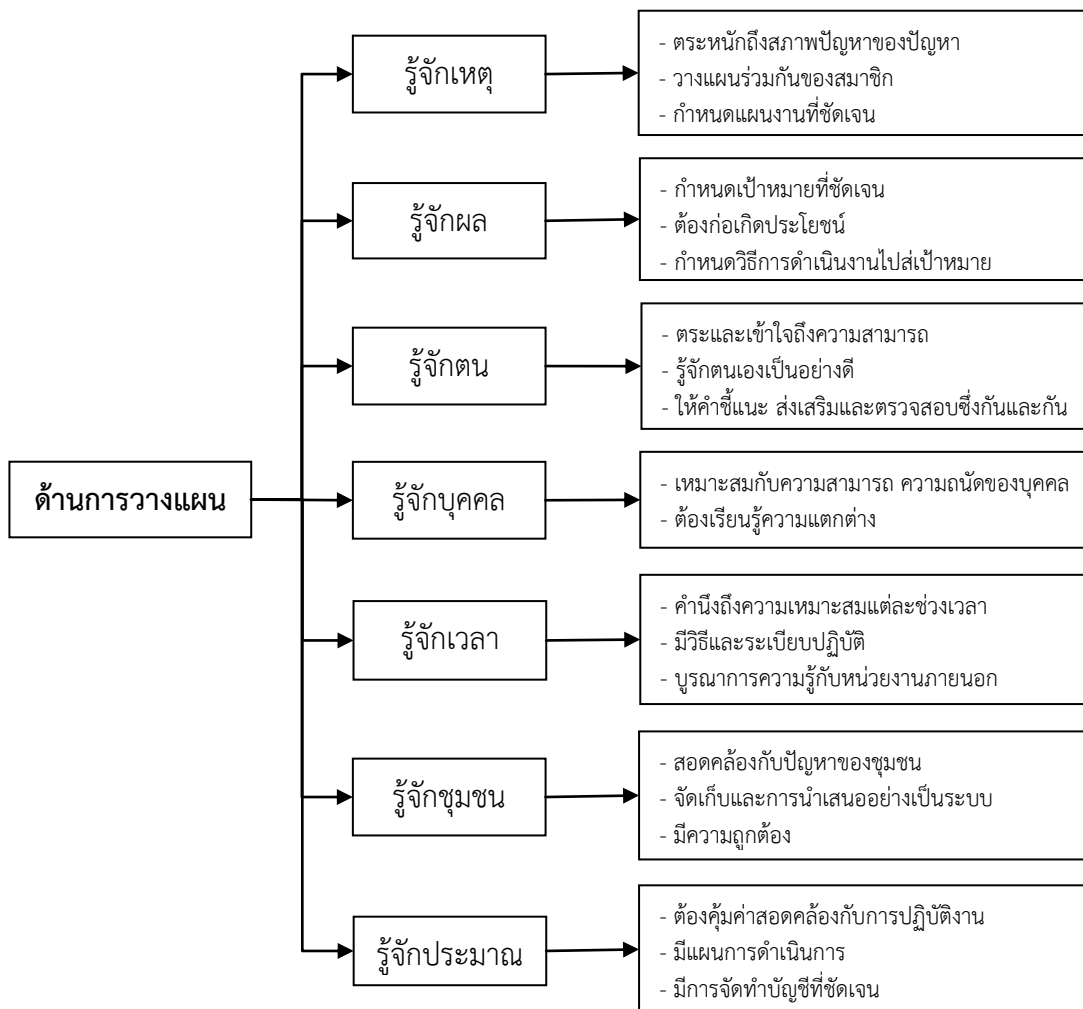 รู้จักเหตุ
- ตระหนักถึงสภาพปัญหาของปัญหา
- วางแผนร่วมกันของสมาชิก
- กำหนดแผนงานที่ชัดเจน
รู้จักผล
- กำหนดเป้าหมายที่ชัดเจน
- ต้องก่อเกิดประโยชน์
- กำหนดวิธีการดำเนินงานไปส่เป้าหมาย
รู้จักตน
- ตระและเข้าใจถึงความสามารถ
- รู้จักตนเองเป็นอย่างดี
- ให้คำชี้แนะ ส่งเสริมและตรวจสอบซึ่งกันและกัน
ด้านการวางแผน
รู้จักบุคคล
- เหมาะสมกับความสามารถ ความถนัดของบุคคล
- ต้องเรียนรู้ความแตกต่าง
รู้จักเวลา
- คำนึงถึงความเหมาะสมแต่ละช่วงเวลา
- มีวิธีและระเบียบปฏิบัติ
- บูรณาการความรู้กับหน่วยงานภายนอก
รู้จักชุมชน
- สอดคล้องกับปัญหาของชุมชน
- จัดเก็บและการนำเสนออย่างเป็นระบบ
- มีความถูกต้อง
รู้จักประมาณ
- ต้องคุ้มค่าสอดคล้องกับการปฏิบัติงาน
- มีแผนการดำเนินการ
- มีการจัดทำบัญชีที่ชัดเจน